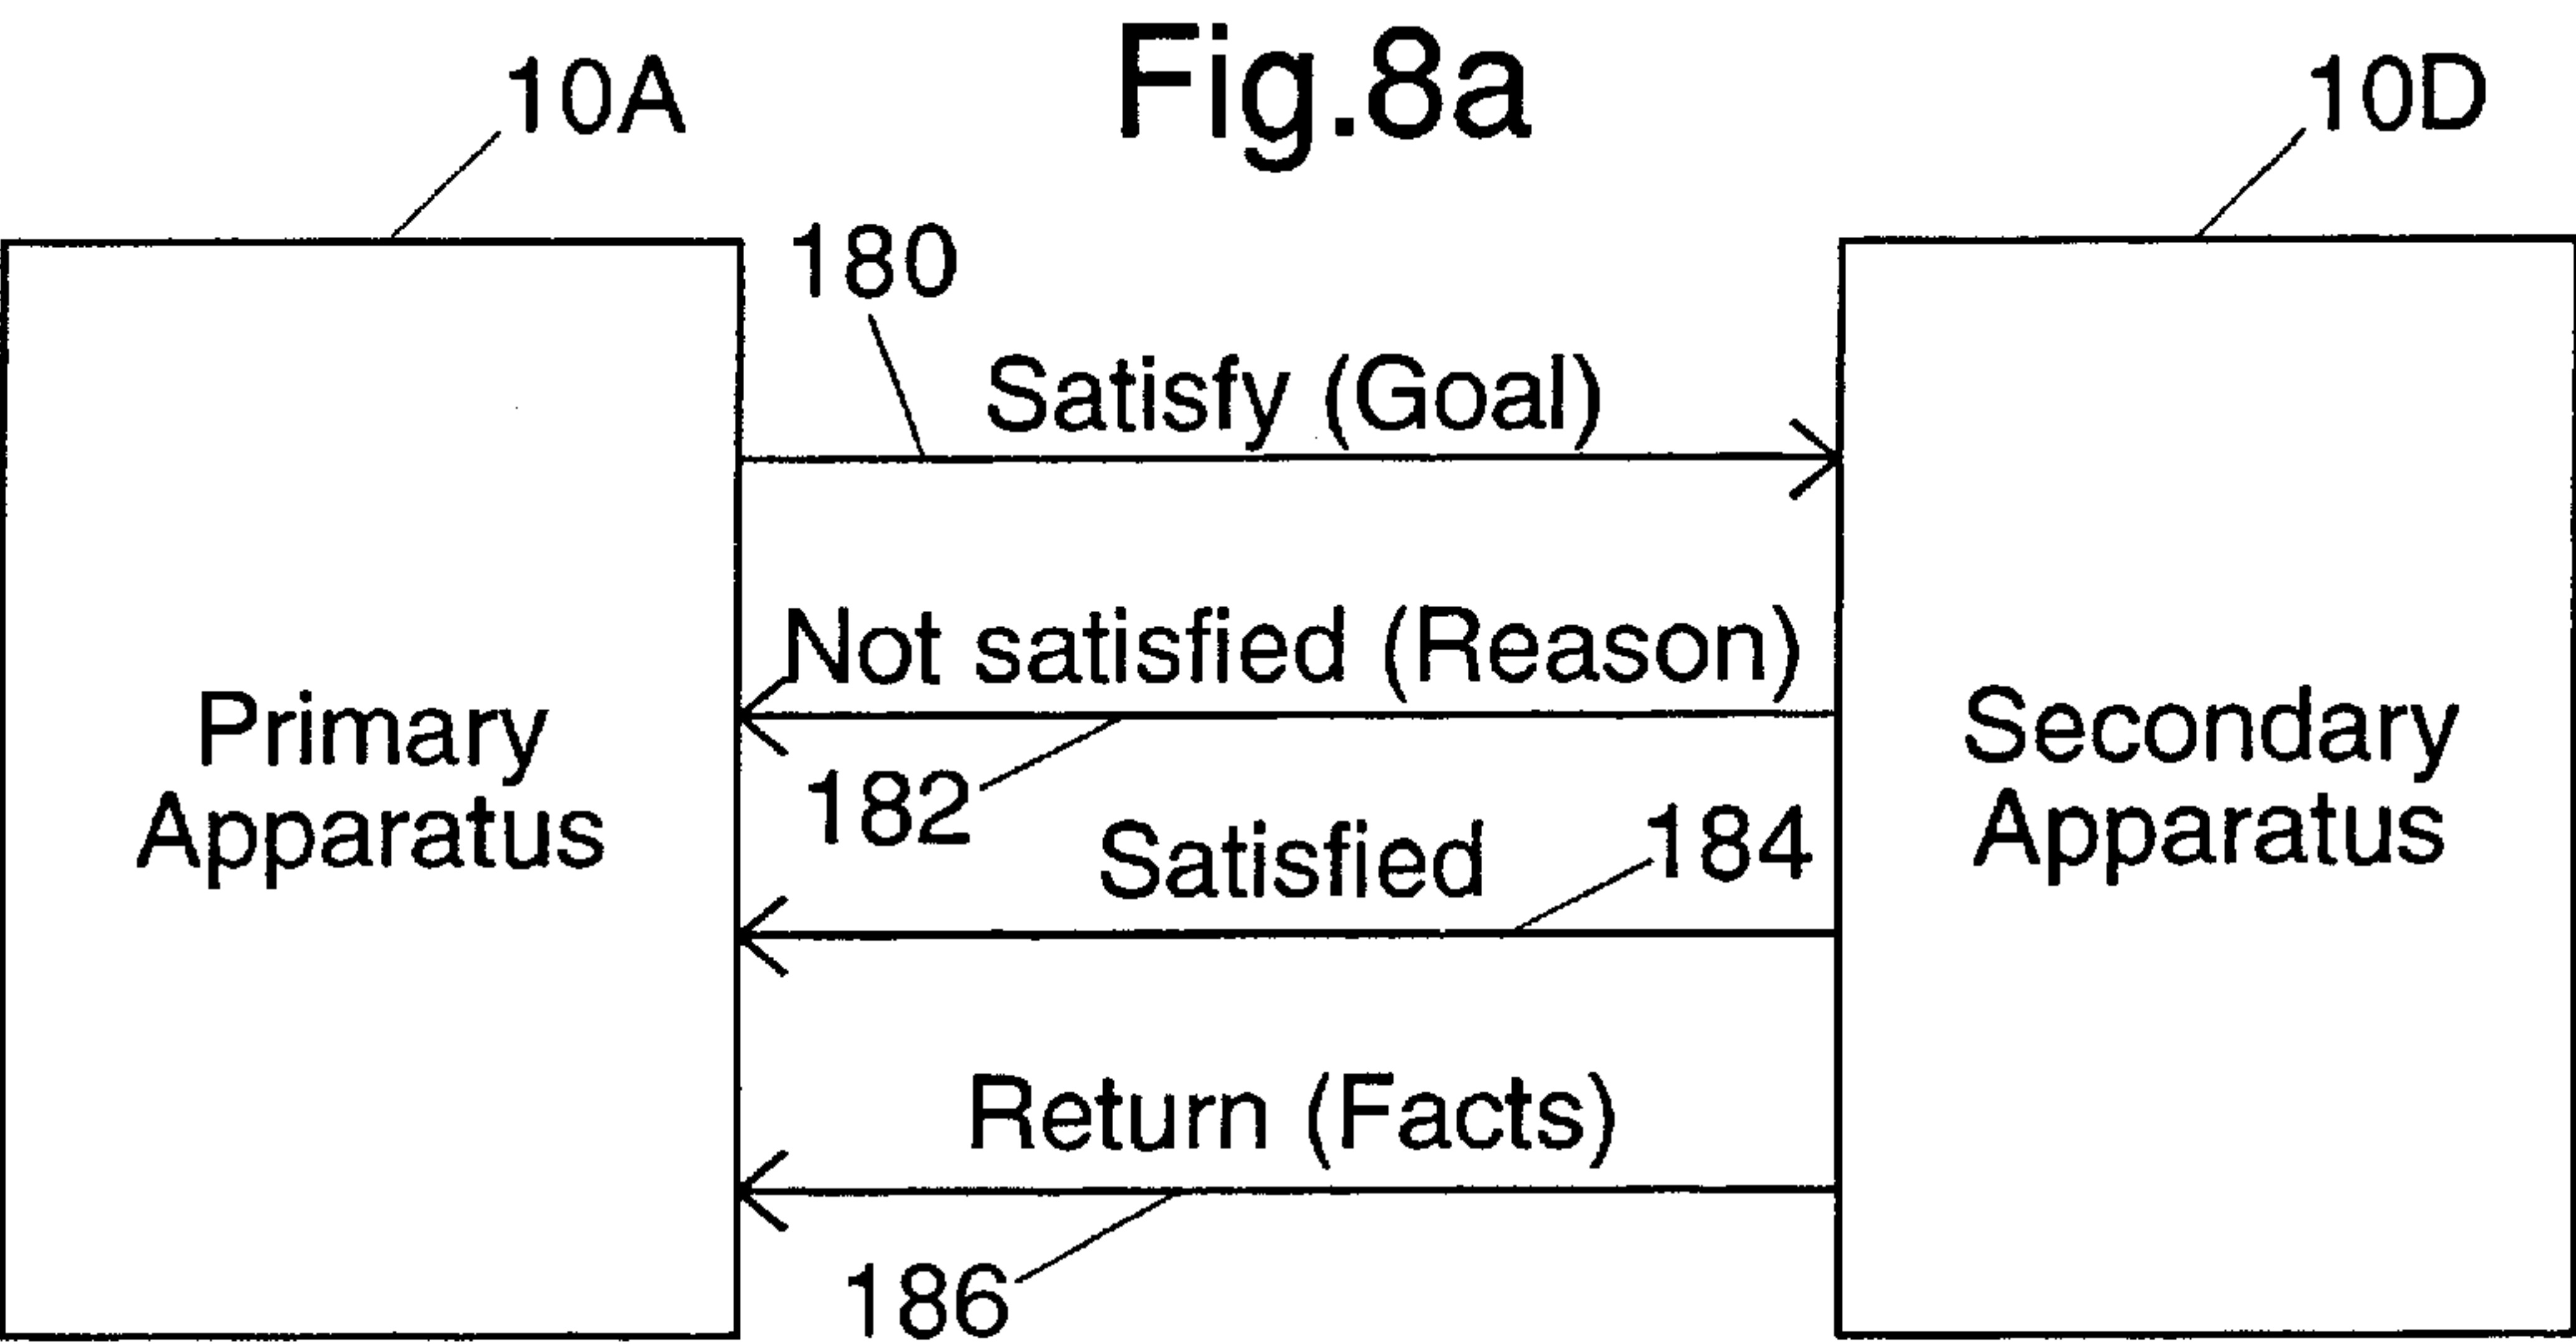 Fig.8a
10A
10D
180
Satisfy (Goal)
Not satisfied (Reason)
182
Satisfied
184
Return (Facts)
186
Primary
Apparatus
Secondary
Apparatus